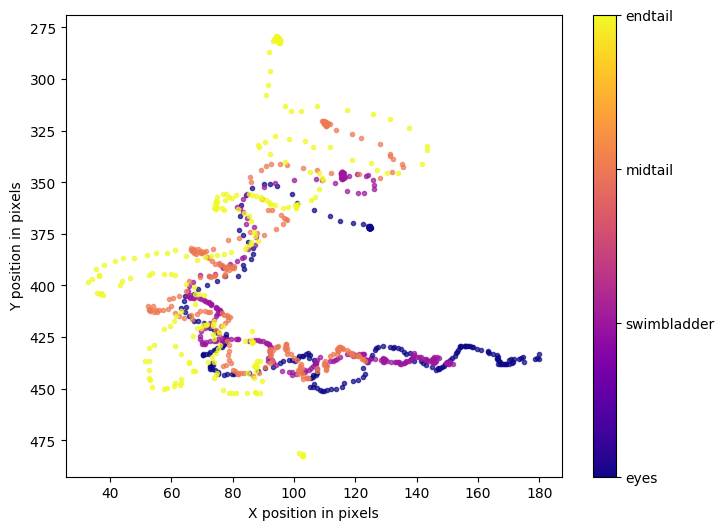 275
300
325
350
375
400
425
450
475
Y position in pixels
40 60 80 100 120 140 160 180
X position in pixels
endtail
midtail
swimbladder
eyes